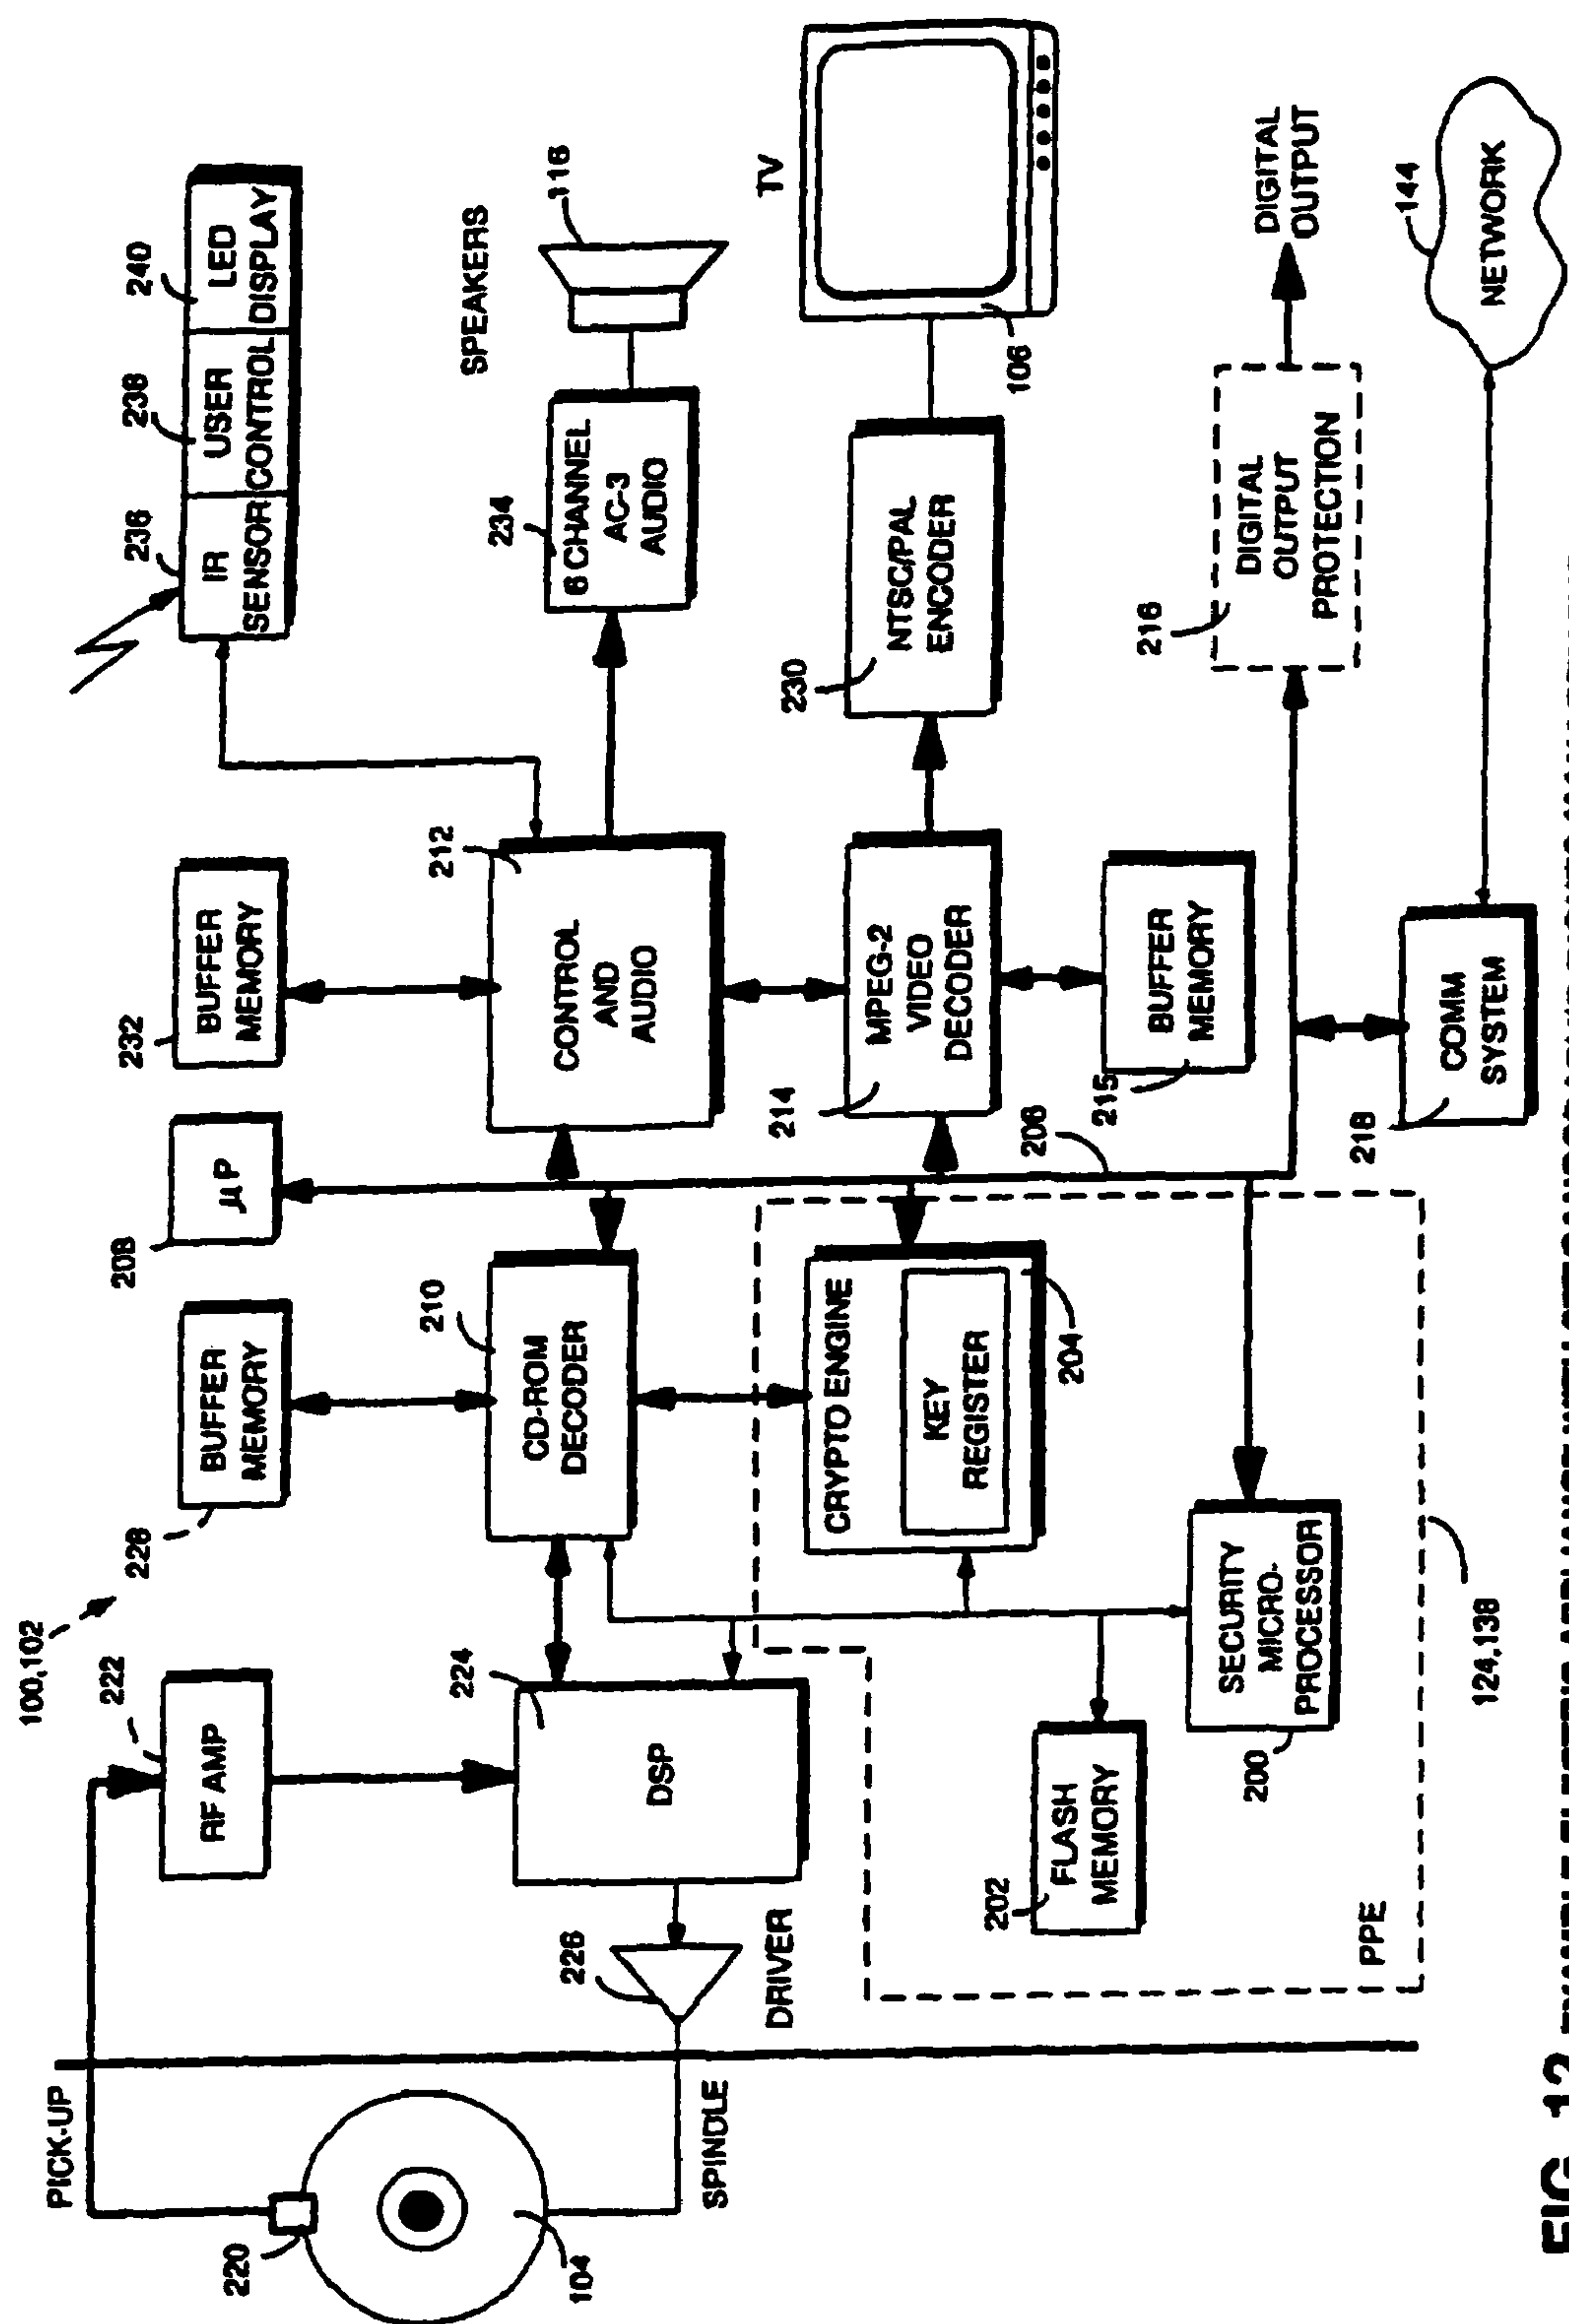 100,102
PICK-UP
220
104
SPINDLE
222
RF AMP
224
DSP
226
DRIVER
228
BUFFER
MEMORY
210
CD-ROM
DECODER
208
μP
232
BUFFER
MEMORY
212
CONTROL
AND
AUDIO
236
IR
SENSOR
238
USER
CONTROL
240
LED
DISPLAY
234
6 CHANNEL
AC-3
AUDIO
SPEAKERS
116
CRYPTO ENGINE
KEY
REGISTER
204
214
MPEG-2
VIDEO
DECODER
230
NTSC/PAL
ENCODER
TV
106
206
215
BUFFER
MEMORY
216
DIGITAL
OUTPUT
PROTECTION
DIGITAL
OUTPUT
202
FLASH
MEMORY
200
SECURITY
MICRO-
PROCESSOR
PPE
124,138
218
COMM
SYSTEM
144
NETWORK
FIG. 12